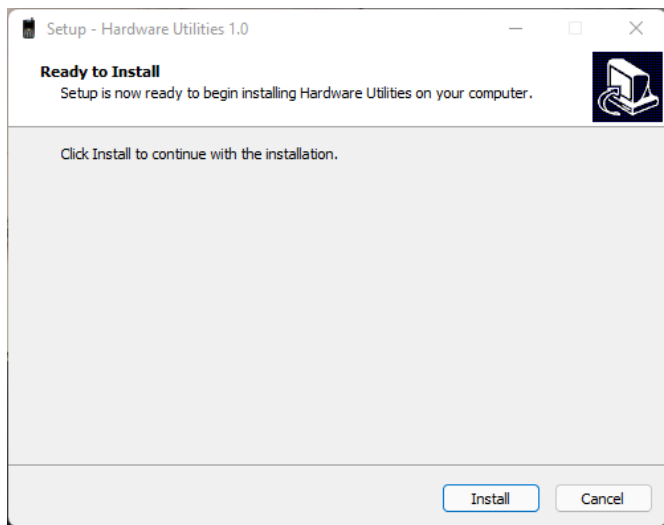 Setup - Hardware Utilities 1.0
Ready to Install
Setup is now ready to begin installing Hardware Utilities on your computer.
Click Install to continue with the installation.
Install
Cancel